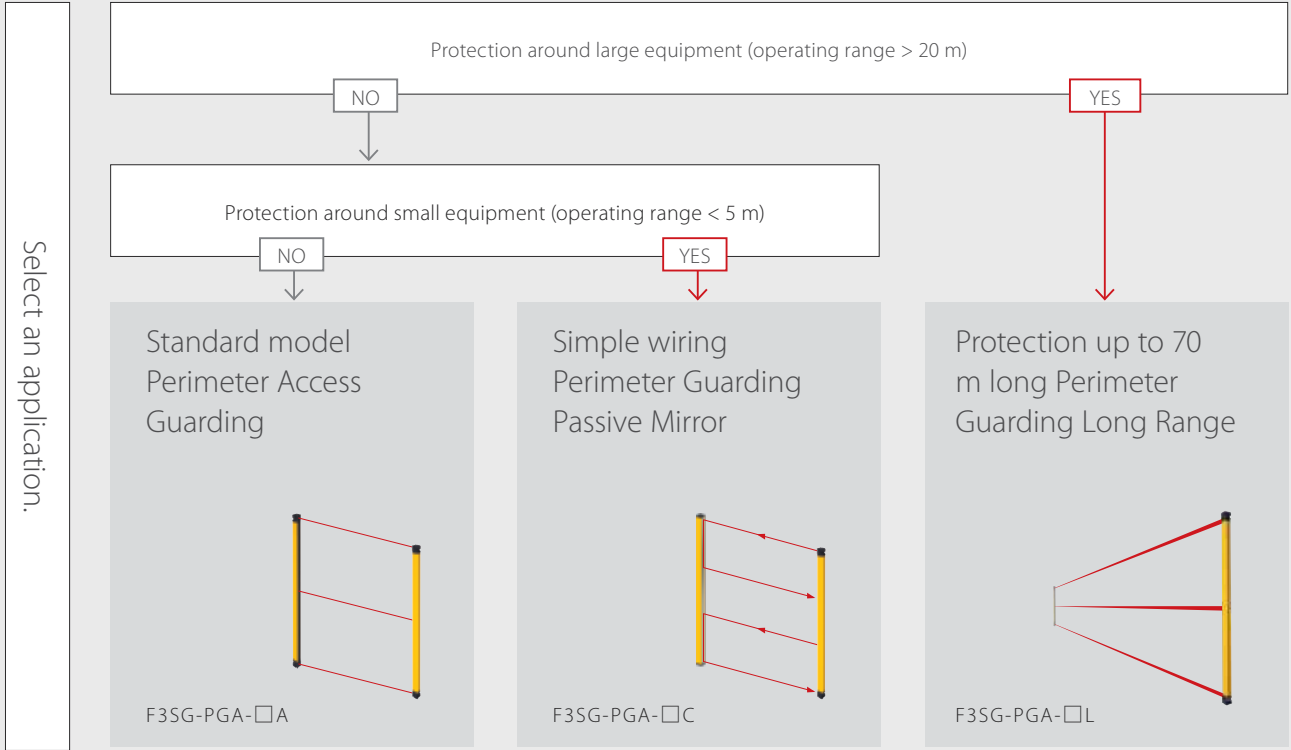 Select an application.
Protection around large equipment (operating range > 20 m)
NO
YES
Protection around small equipment (operating range < 5 m)
NO
YES
Standard model
Perimeter Access
Guarding
F3SG-PGA-□A
Simple wiring
Perimeter Guarding
Passive Mirror
F3SG-PGA-□C
Protection up to 70
m long Perimeter
Guarding Long Range
F3SG-PGA-□L